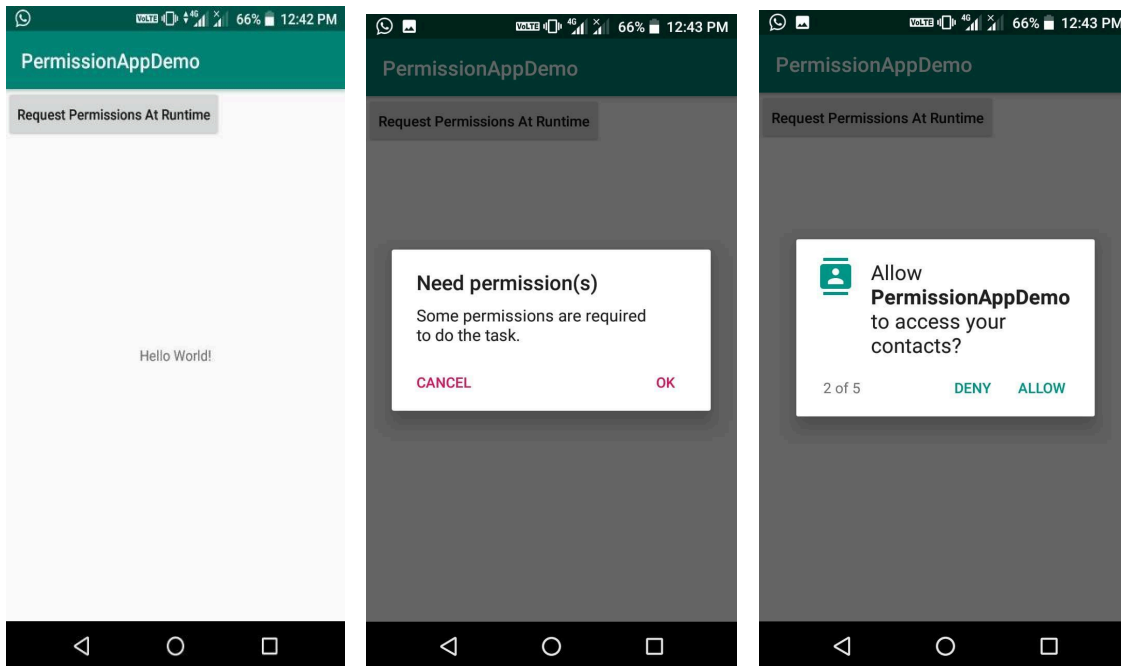 VoLTE 4G 66% 12:42 PM
PermissionAppDemo
Request Permissions At Runtime
Hello World!
VoLTE 4G 66% 12:43 PM
PermissionAppDemo
Request Permissions At Runtime
Need permission(s)
Some permissions are required
to do the task.
CANCEL OK
VoLTE 4G 66% 12:43 PM
PermissionAppDemo
Request Permissions At Runtime
Allow
PermissionAppDemo
to access your
contacts?
2 of 5 DENY ALLOW